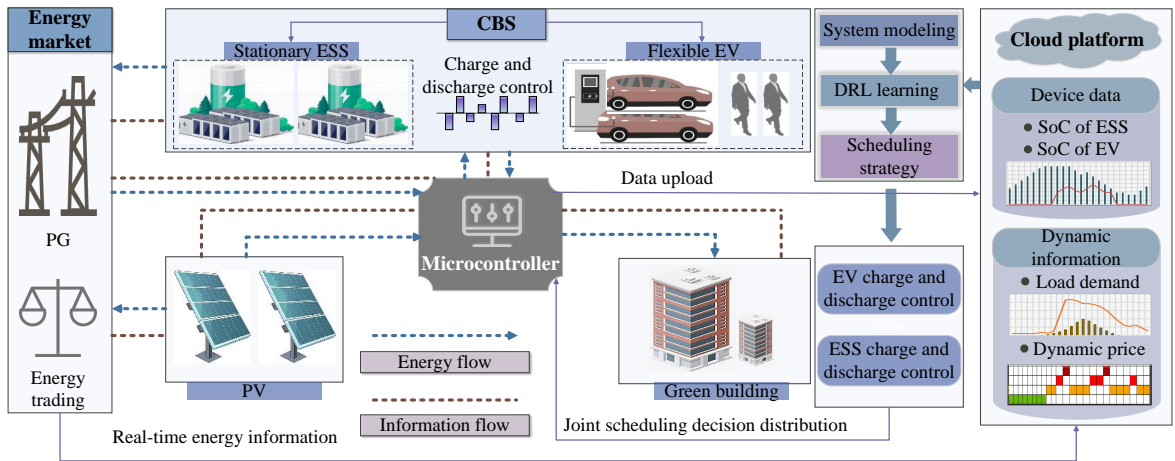 Energy
market
PG
Energy
trading
CBS
Stationary ESS
Flexible EV
Charge and
discharge control
Microcontroller
PV
Green building
Energy flow
Information flow
Data upload
Real-time energy information
Joint scheduling decision distribution
System modeling
DRL learning
Scheduling
strategy
EV charge and
discharge control
ESS charge and
discharge control
Cloud platform
Device data
SoC of ESS
SoC of EV
Dynamic
information
Load demand
Dynamic price